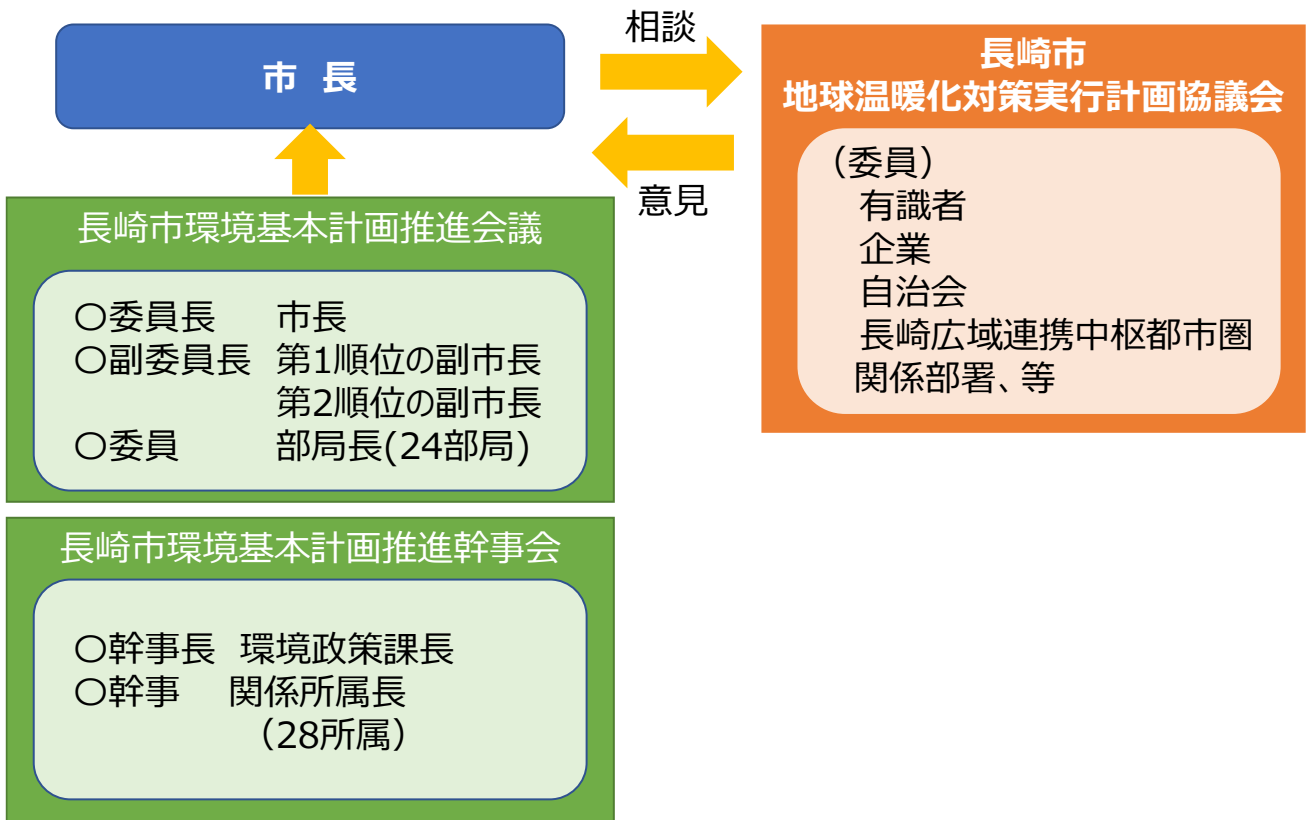 市 長
相談
意見
長崎市
地球温暖化対策実行計画協議会
（委員）
有識者
企業
自治会
長崎広域連携中枢都市圏
関係部署、等
長崎市環境基本計画推進会議
〇委員長 市長
〇副委員長 第1順位の副市長
第2順位の副市長
〇委員 部局長(24部局)
長崎市環境基本計画推進幹事会
〇幹事長 環境政策課長
〇幹事 関係所属長
（28所属）